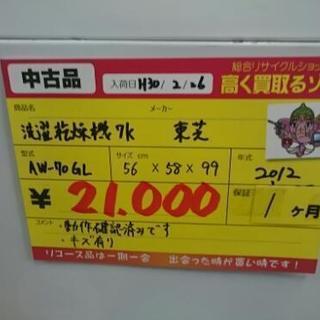 総合リサイクルショッ
中古品 入荷日 H30 / 2 / 26 高く買取るゾ
商品名 メーカー
洗濯乾燥機7k 東芝
型式 サイズ cm 年式
AW-70GL 56 × 58 × 99 2012
¥ 21.000 保証 1ヶ月
コメント ・動作確認済みです
・キズ有り
リユース品は一期一会 出会った時が買い時です!